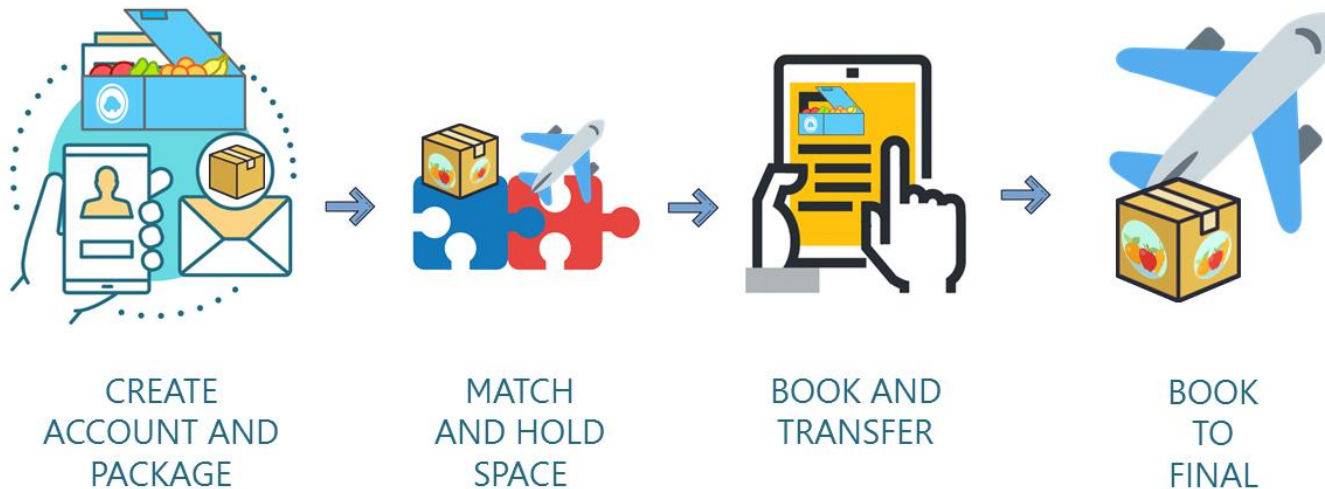 CREATE
ACCOUNT AND
PACKAGE
MATCH
AND HOLD
SPACE
BOOK AND
TRANSFER
BOOK
TO
FINAL